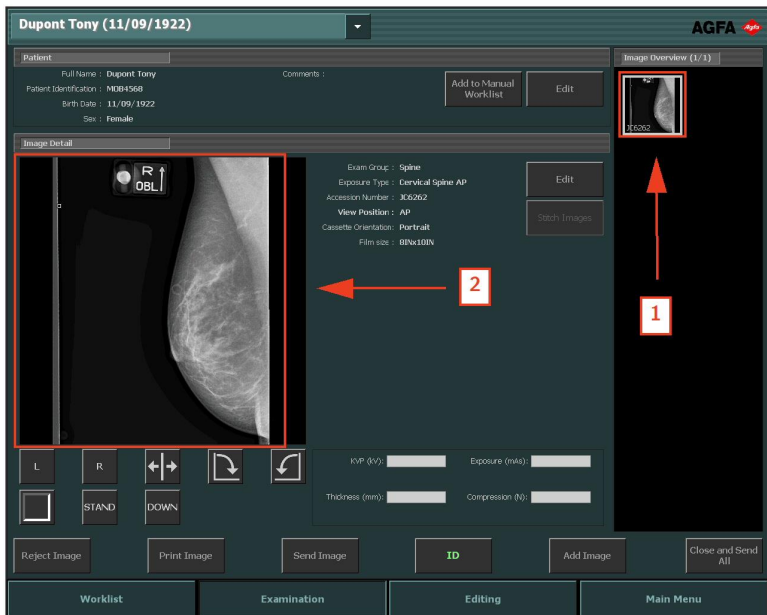 Dupont Tony (11/09/1922)
AGFA
Agfa
Patient
Full Name : Dupont Tony
Comments :
Patient Identification : MOB4568
Birth Date : 11/09/1922
Sex : Female
Add to Manual
Worklist
Edit
Image Overview (1/1)
JC6262
1
Image Detail
R
OBL
2
Exam Group : Spine
Exposure Type : Cervical Spine AP
Accession Number : JC6262
View Position : AP
Cassette Orientation: Portrait
Film size : 8INx10IN
Edit
Stitch Images
L
R
STAND
DOWN
KVP (kV):
Exposure (mAs):
Thickness (mm):
Compression (N):
Reject Image
Print Image
Send Image
ID
Add Image
Close and Send
All
Worklist
Examination
Editing
Main Menu